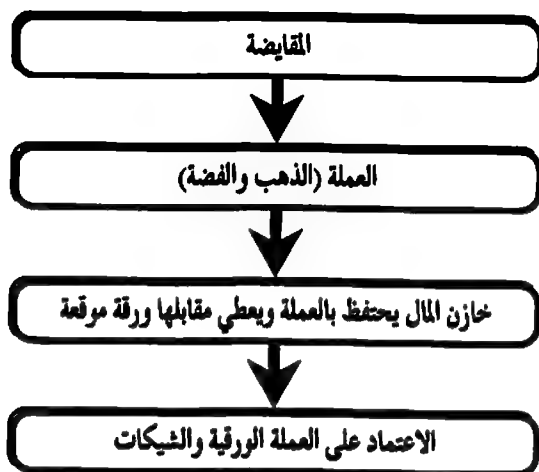 المقايضة
العملة (الذهب والفضة)
خازن المال يحتفظ بالعملة ويعطي مقابلها ورقة موقعة
الاعتماد على العملة الورقية والشيكات